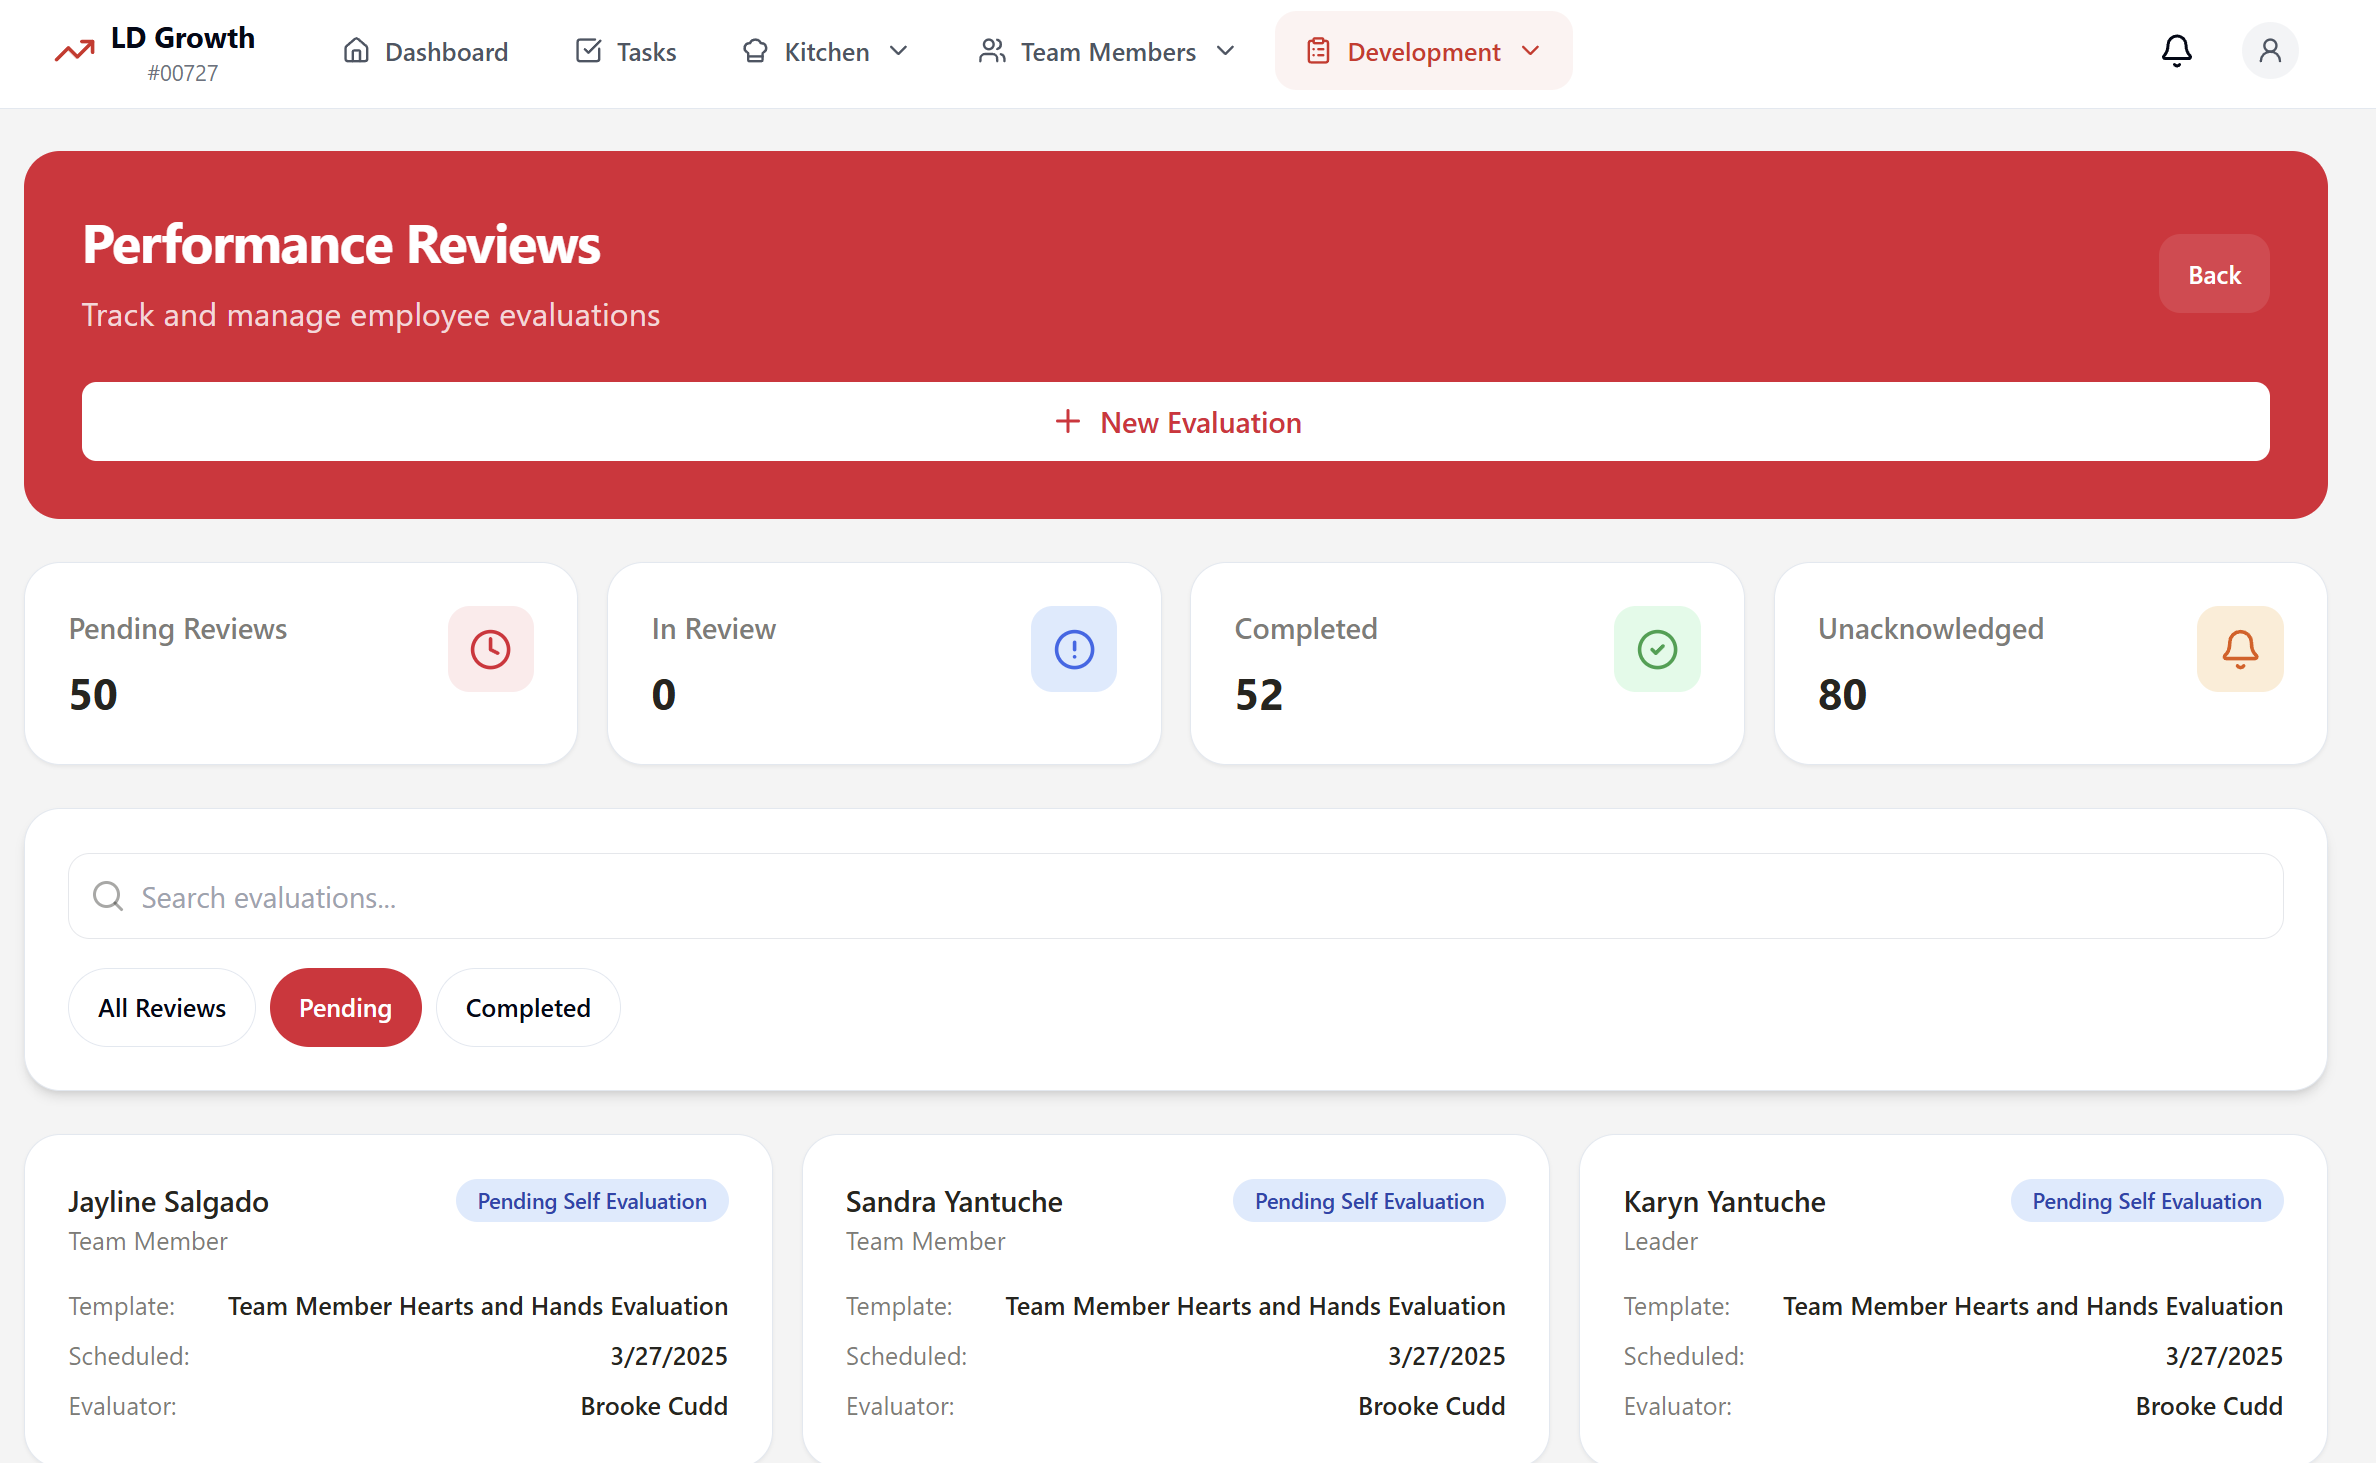 LD Growth
#00727
Dashboard
Tasks
Kitchen
Team Members
Development
Performance Reviews
Track and manage employee evaluations
Back
New Evaluation
Pending Reviews
50
In Review
0
Completed
52
Unacknowledged
80
Search evaluations...
All Reviews
Pending
Completed
Jayline Salgado
Pending Self Evaluation
Team Member
Template: Team Member Hearts and Hands Evaluation
Scheduled: 3/27/2025
Evaluator: Brooke Cudd
Sandra Yantuche
Pending Self Evaluation
Team Member
Template: Team Member Hearts and Hands Evaluation
Scheduled: 3/27/2025
Evaluator: Brooke Cudd
Karyn Yantuche
Pending Self Evaluation
Leader
Template: Team Member Hearts and Hands Evaluation
Scheduled: 3/27/2025
Evaluator: Brooke Cudd